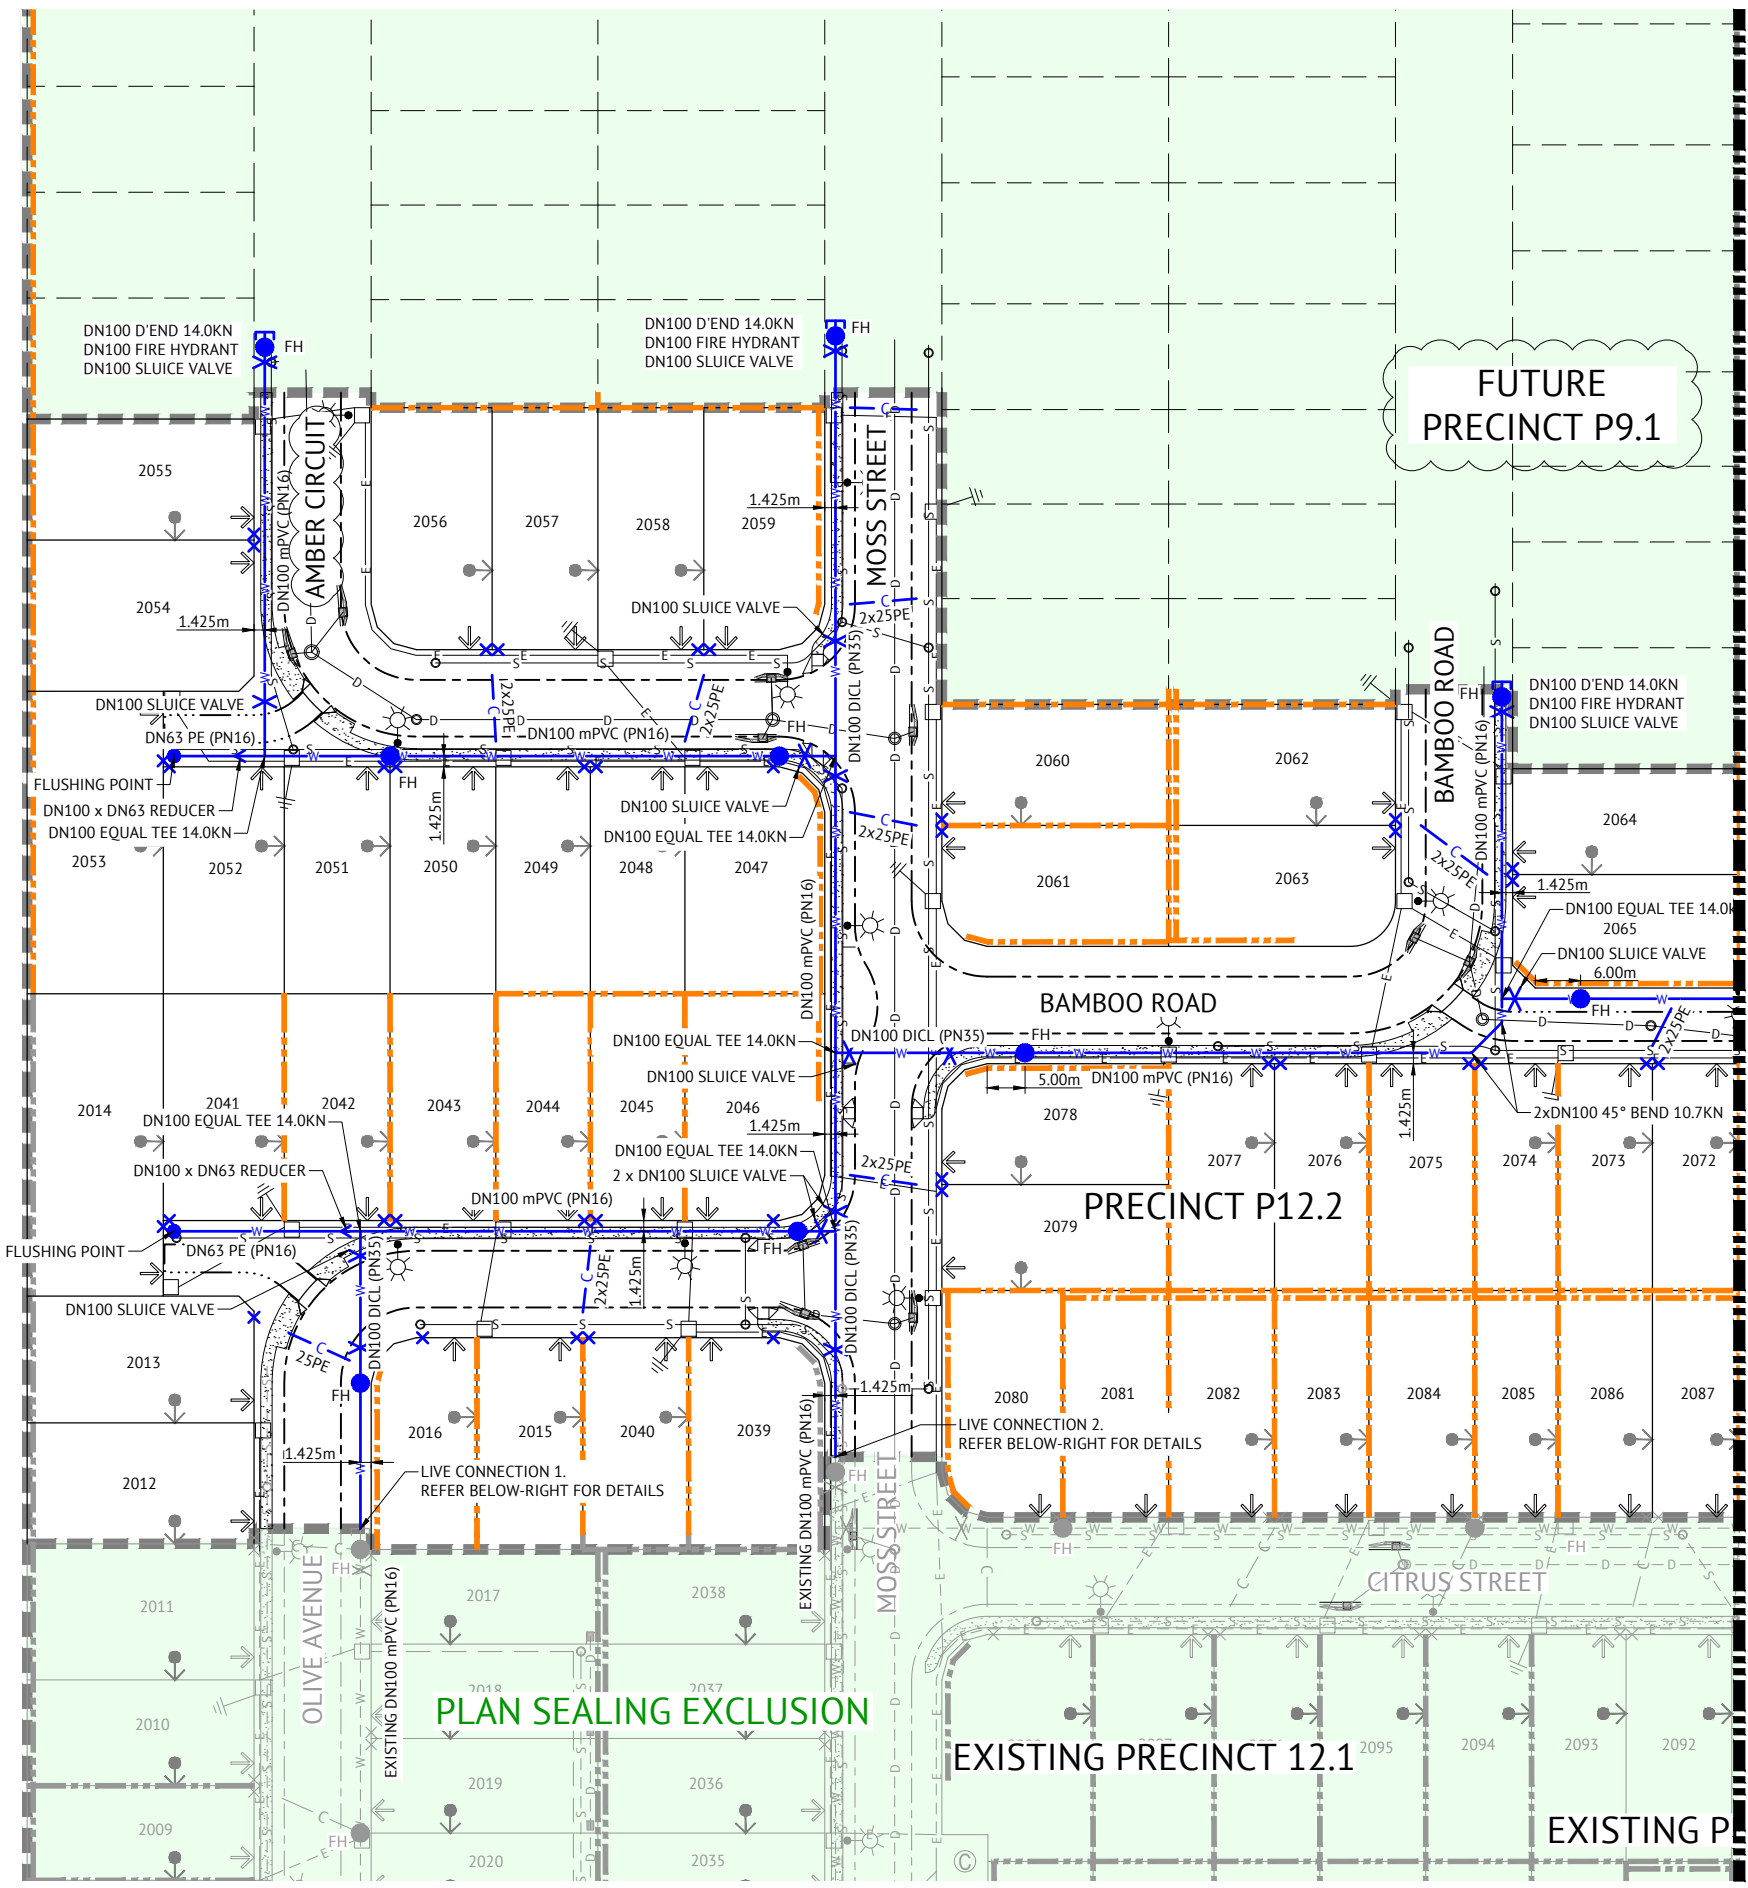 DN100 D'END 14.0KN
DN100 FIRE HYDRANT
DN100 SLUICE VALVE
FH
DN100 D'END 14.0KN
DN100 FIRE HYDRANT
DN100 SLUICE VALVE
FH
FUTURE
PRECINCT P9.1
AMBER CIRCUIT
MOSS STREET
DN100 mPVC (PN16)
2055
2054
1.425m
2056
2057
2058
2059
1.425m
DN100 SLUICE VALVE
2x25PE
DN100 DICL (PN35)
BAMBOO ROAD
FH
DN100 D'END 14.0KN
DN100 FIRE HYDRANT
DN100 SLUICE VALVE
DN100 mPVC (PN16)
DN100 SLUICE VALVE
DN63 PE (PN16)
FLUSHING POINT
DN100 x DN63 REDUCER
DN100 EQUAL TEE 14.0KN
2x25PE
2x25PE
DN100 mPVC (PN16)
FH
FH
1.425m
DN100 SLUICE VALVE
DN100 EQUAL TEE 14.0KN
2x25PE
2060
2062
2061
2063
2064
2x25PE
1.425m
DN100 EQUAL TEE 14.0K
2065
DN100 SLUICE VALVE
6.00m
FH
2x25PE
2053
2052
2051
2050
2049
2048
2047
DN100 mPVC (PN16)
BAMBOO ROAD
DN100 DICL (PN35)
FH
DN100 EQUAL TEE 14.0KN
DN100 SLUICE VALVE
5.00m
DN100 mPVC (PN16)
1.425m
2xDN100 45° BEND 10.7KN
2014
2041
2042
2043
2044
2045
2046
DN100 EQUAL TEE 14.0KN
1.425m
DN100 EQUAL TEE 14.0KN
2 x DN100 SLUICE VALVE
DN100 x DN63 REDUCER
DN100 mPVC (PN16)
2x25PE
2078
2077
2076
2075
2074
2073
2072
PRECINCT P12.2
2079
FLUSHING POINT
DN63 PE (PN16)
DN100 SLUICE VALVE
DN100 DICL (PN35)
2x25PE
1.425m
FH
DN100 DICL (PN35)
25PE
FH
2013
2012
2016
2015
2040
2039
1.425m
1.425m
EXISTING DN100 mPVC (PN16)
LIVE CONNECTION 1.
REFER BELOW-RIGHT FOR DETAILS
LIVE CONNECTION 2.
REFER BELOW-RIGHT FOR DETAILS
2080
2081
2082
2083
2084
2085
2086
2087
FH
MOSS STREET
FH
FH
CITRUS STREET
FH
OLIVE AVENUE
EXISTING DN100 mPVC (PN16)
2011
2010
2009
2017
2018
2019
2020
2038
2037
2036
2035
PLAN SEALING EXCLUSION
EXISTING PRECINCT 12.1
2095
2094
2093
2092
EXISTING P
FH
©